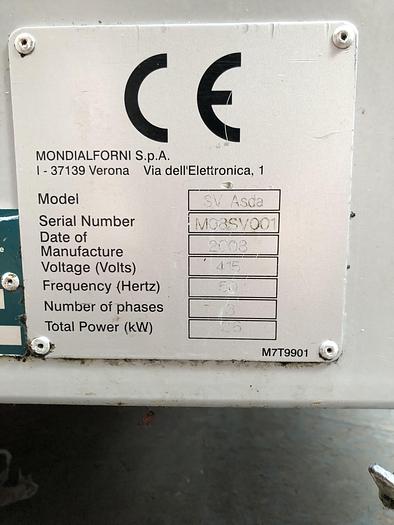 CE
MONDIALFORNI S.p.A.
I - 37139 Verona Via dell'Elettronica, 1
Model SV Asda
Serial Number M08SV001
Date of
Manufacture 2008
Voltage (Volts) 415
Frequency (Hertz) 50
Number of phases 3
Total Power (kW)
M7T9901